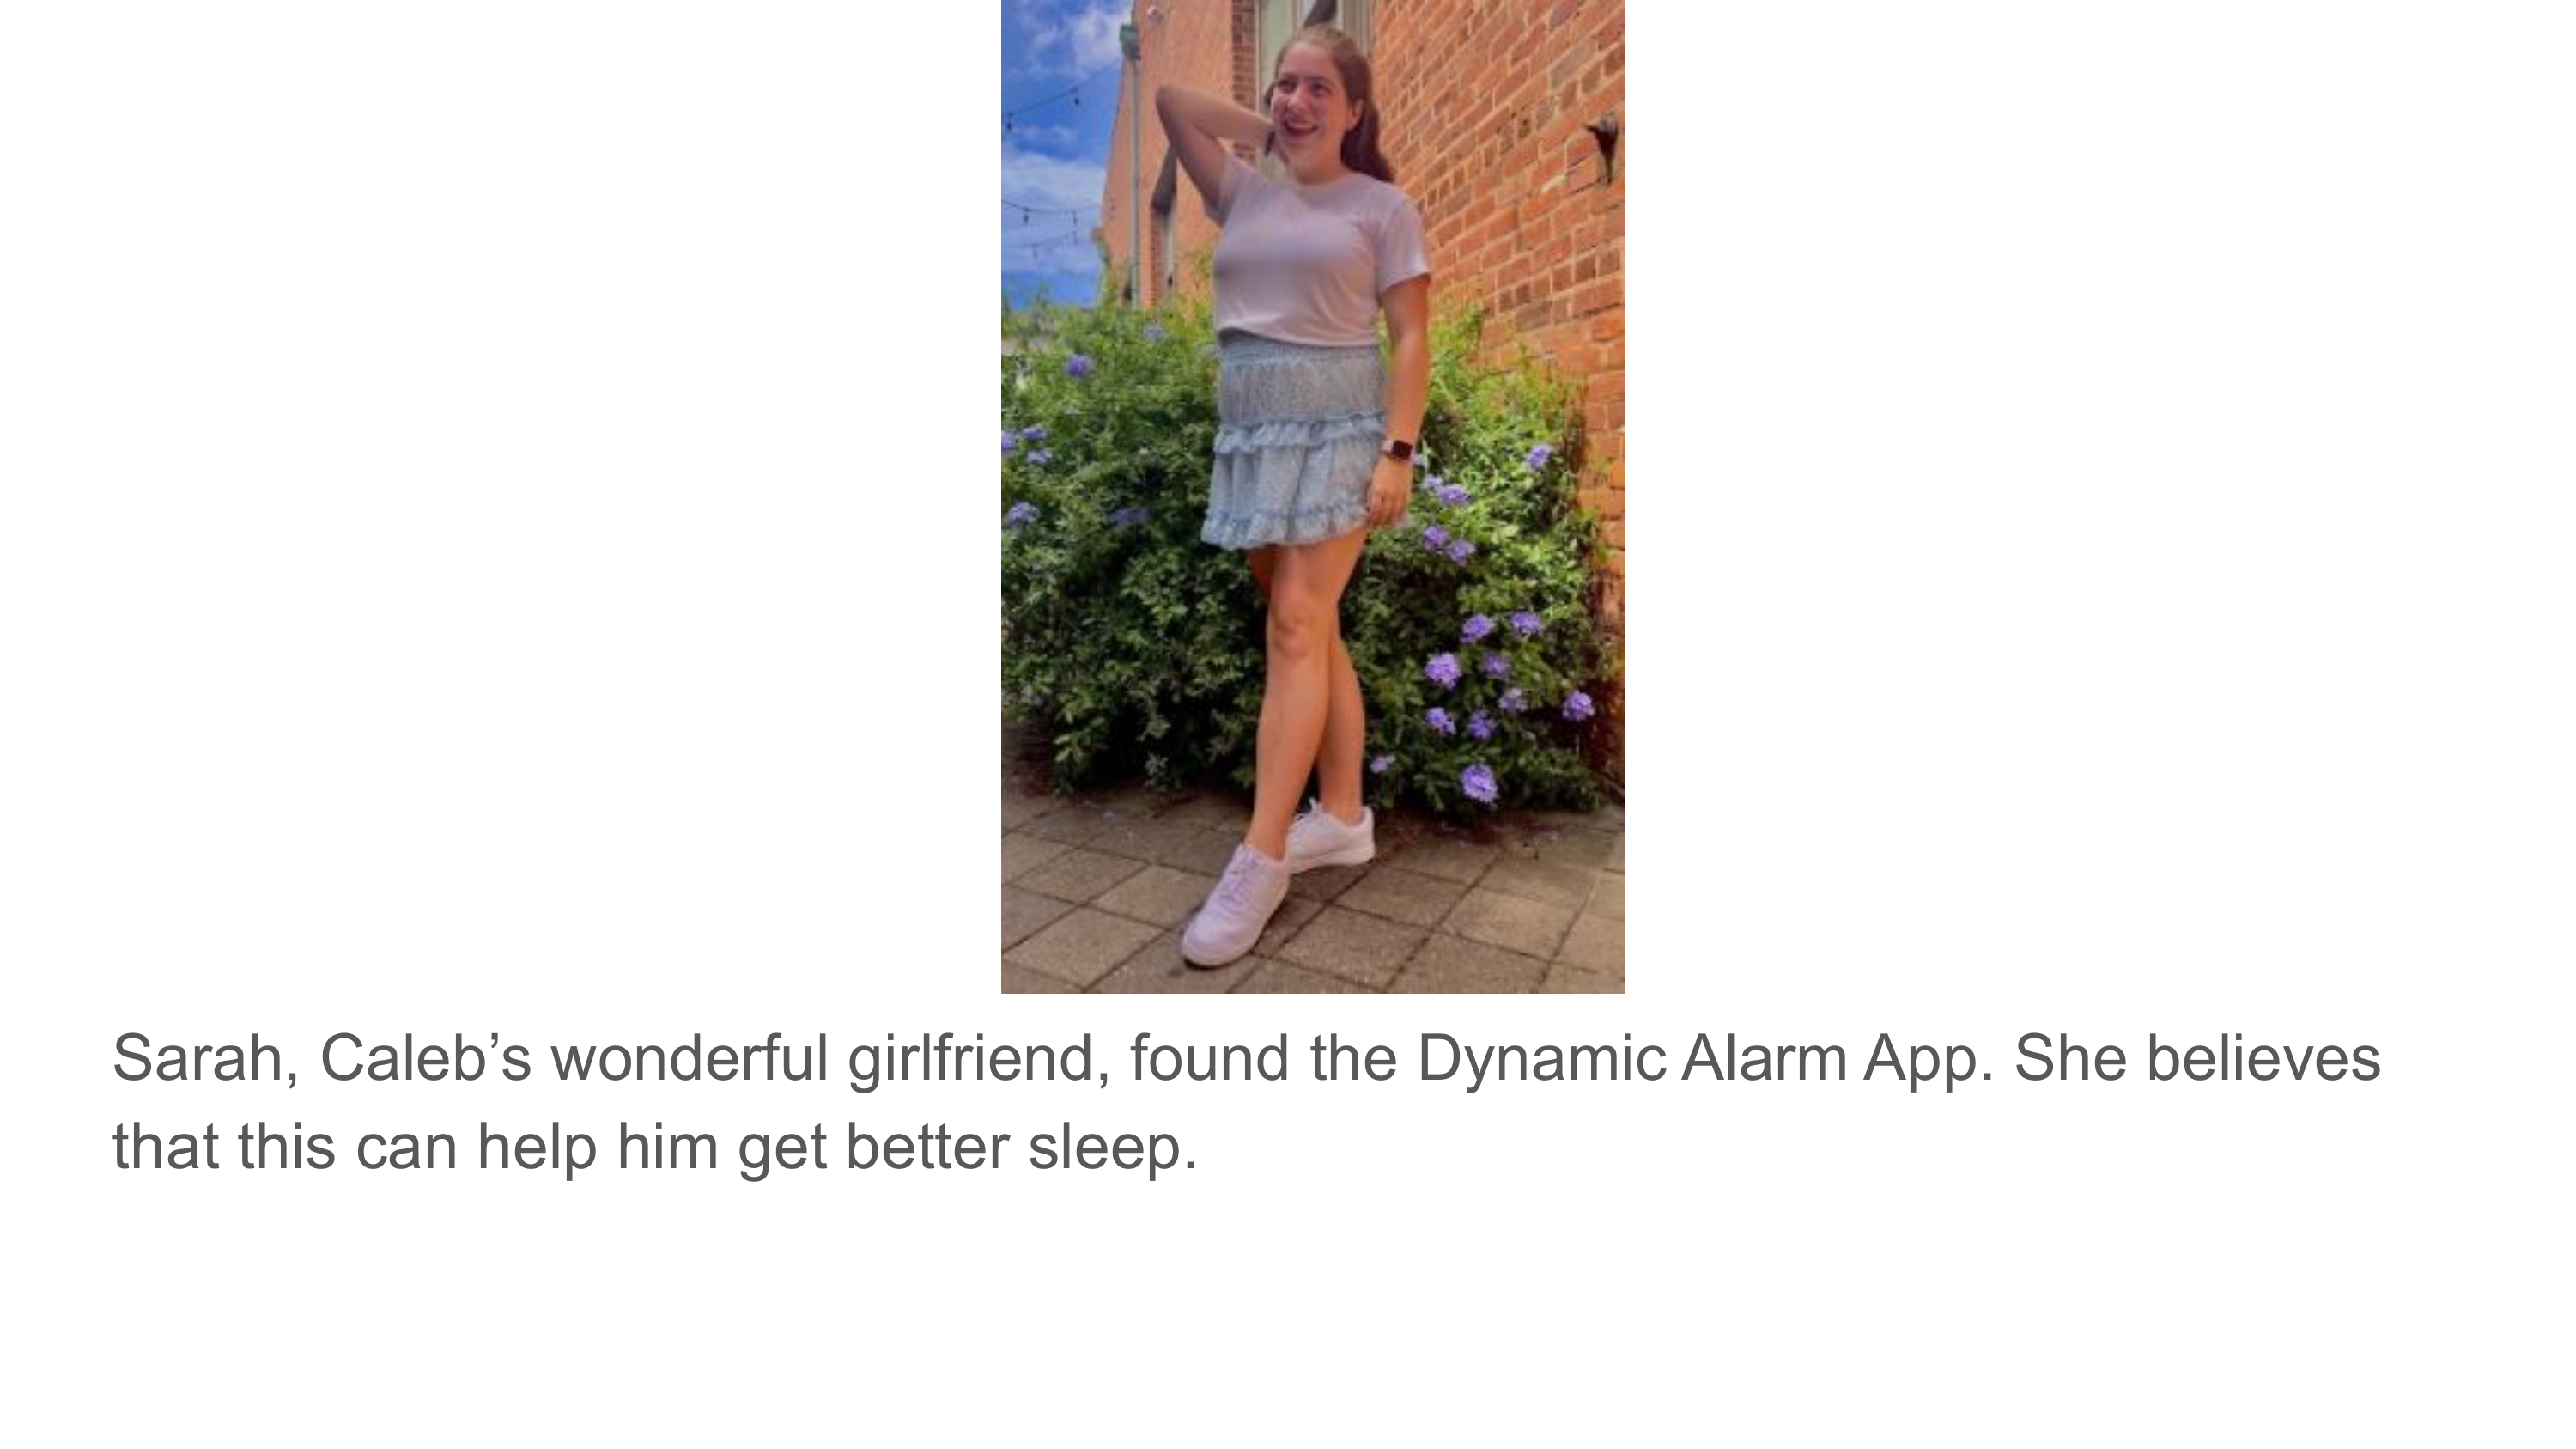 Sarah, Caleb’s wonderful girlfriend, found the Dynamic Alarm App. She believes
that this can help him get better sleep.